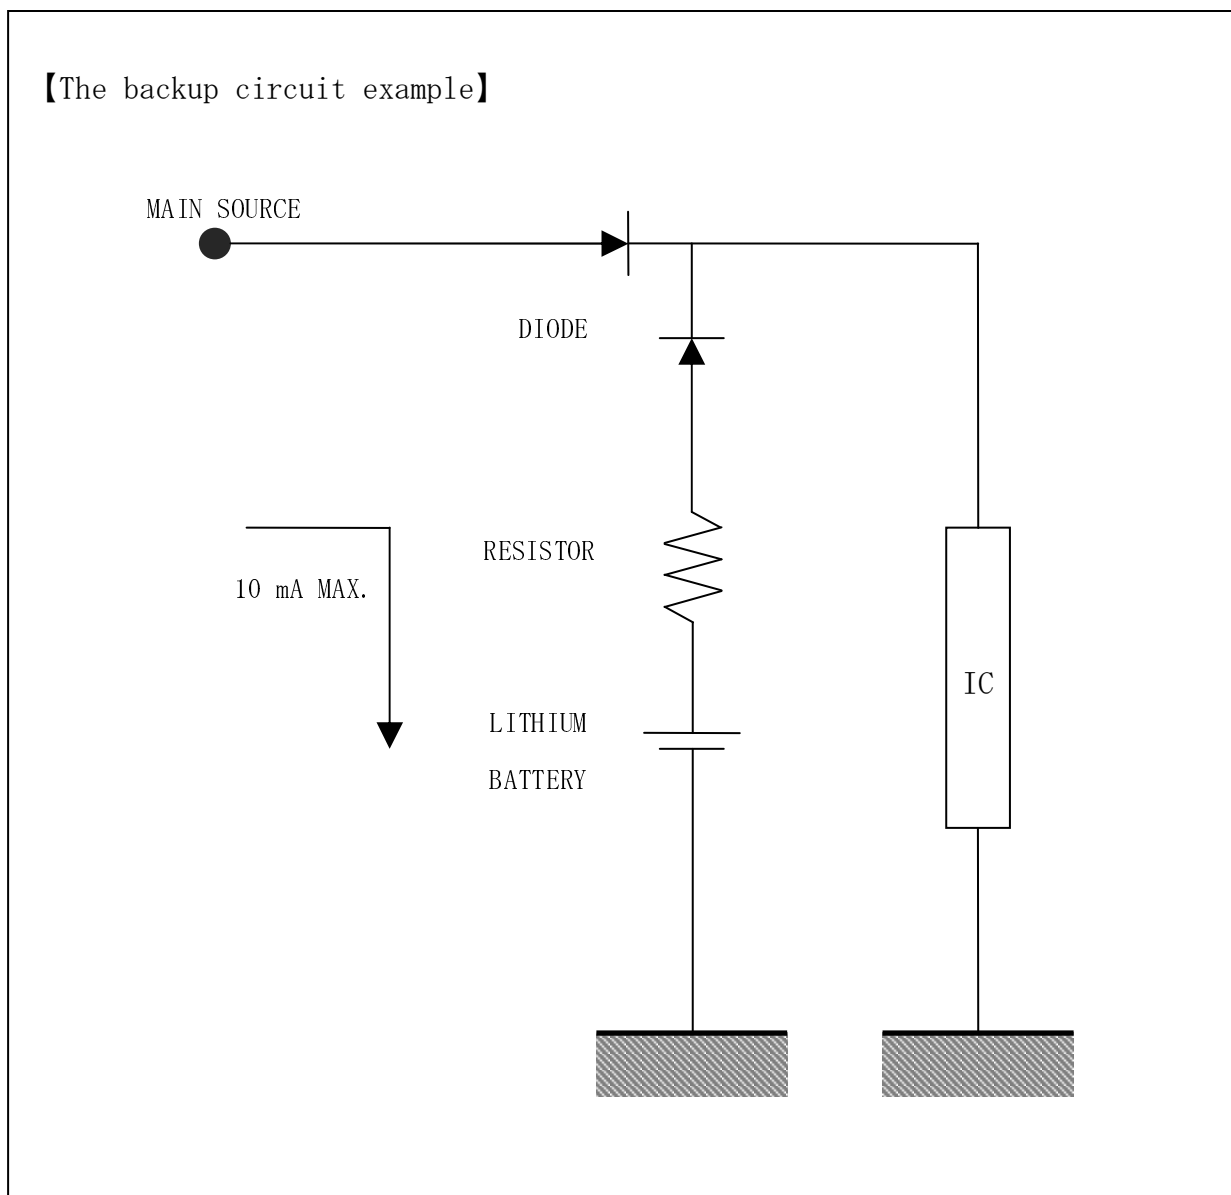 【The backup circuit example】
MAIN SOURCE
DIODE
RESISTOR
10 mA MAX.
IC
LITHIUM
BATTERY